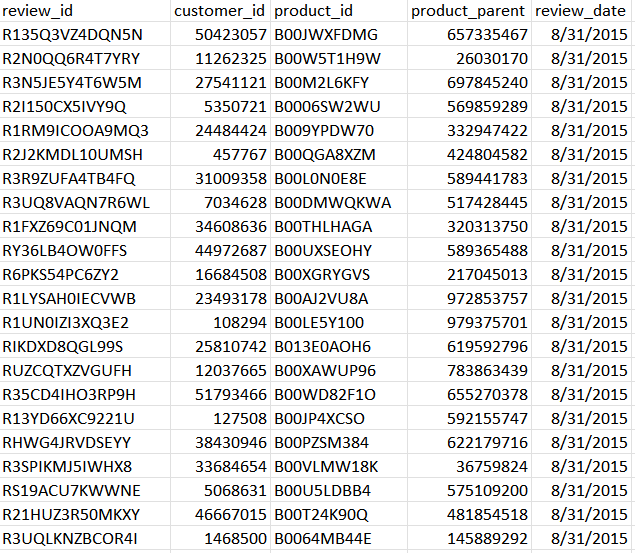 review_id customer_id product_id product_parent review_date
R135Q3VZ4DQN5N 50423057 B00JWXFDMG 657335467 8/31/2015
R2N0QQ6R4T7YRY 11262325 B00W5T1H9W 26030170 8/31/2015
R3N5JE5Y4T6W5M 27541121 B00M2L6KFY 697845240 8/31/2015
R2I150CX5IVY9Q 5350721 B0006SW2WU 569859289 8/31/2015
R1RM9ICOOA9MQ3 24484424 B009YPDW70 332947422 8/31/2015
R2J2KMDL10UMSH 457767 B00QGA8XZM 424804582 8/31/2015
R3R9ZUFA4TB4FQ 31009358 B00L0N0E8E 589441783 8/31/2015
R3UQ8VAQN7R6WL 7034628 B00DMWQKWA 517428445 8/31/2015
R1FXZ69C01JNQM 34608636 B00THLHAGA 320313750 8/31/2015
RY36LB4OW0FFS 44972687 B00UXSEOHY 589365488 8/31/2015
R6PKS54PC6ZY2 16684508 B00XGRYGVS 217045013 8/31/2015
R1LYSAH0IECVWB 23493178 B00AJ2VU8A 972853757 8/31/2015
R1UN0IZI3XQ3E2 108294 B00LE5Y100 979375701 8/31/2015
RIKDXD8QGL99S 25810742 B013E0AOH6 619592796 8/31/2015
RUZCQTXZVGUFH 12037665 B00XAWUP96 783863439 8/31/2015
R35CD4IHO3RP9H 51793466 B00WD82F1O 655270378 8/31/2015
R13YD66XC9221U 127508 B00JP4XCSO 592155747 8/31/2015
RHWG4JRVDSEYY 38430946 B00PZSM384 622179716 8/31/2015
R3SPIKMJ5IWHX8 33684654 B00VLMW18K 36759824 8/31/2015
RS19ACU7KWWNE 5068631 B00U5LDBB4 575109200 8/31/2015
R21HUZ3R50MKXY 46667015 B00T24K90Q 481854518 8/31/2015
R3UQLKNZBCOR4I 1468500 B0064MB44E 145889292 8/31/2015